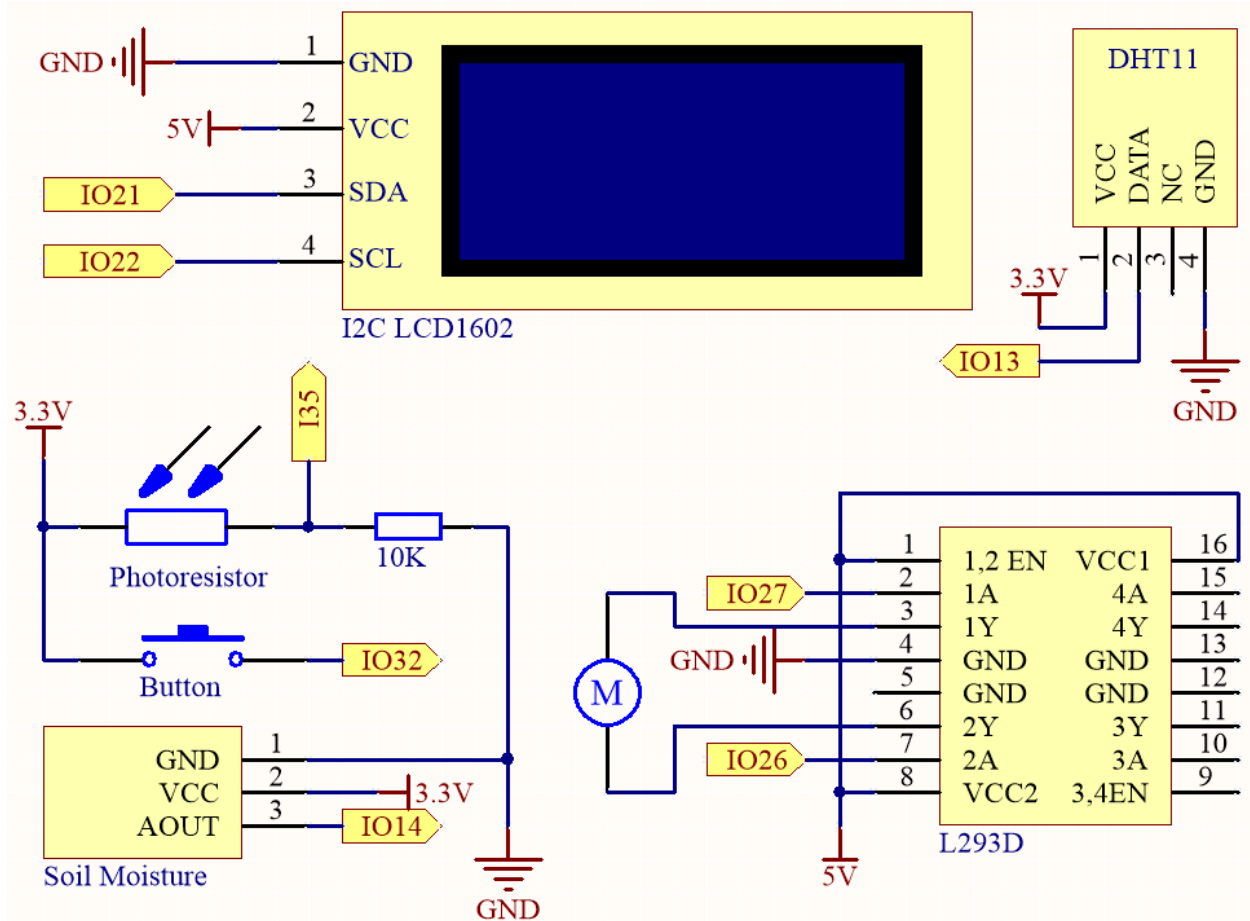 GND
1
GND
5V
2
VCC
IO21
3
SDA
IO22
4
SCL
I2C LCD1602
DHT11
VCC
DATA
NC
GND
1
2
3
4
3.3V
IO13
GND
3.3V
I35
Photoresistor
10K
Button
IO32
GND
1
VCC
2
3.3V
AOUT
3
IO14
Soil Moisture
GND
M
IO27
GND
IO26
1
1,2 EN
VCC1
16
2
1A
4A
15
3
1Y
4Y
14
4
GND
GND
13
5
GND
GND
12
6
2Y
3Y
11
7
2A
3A
10
8
VCC2
3,4EN
9
L293D
5V